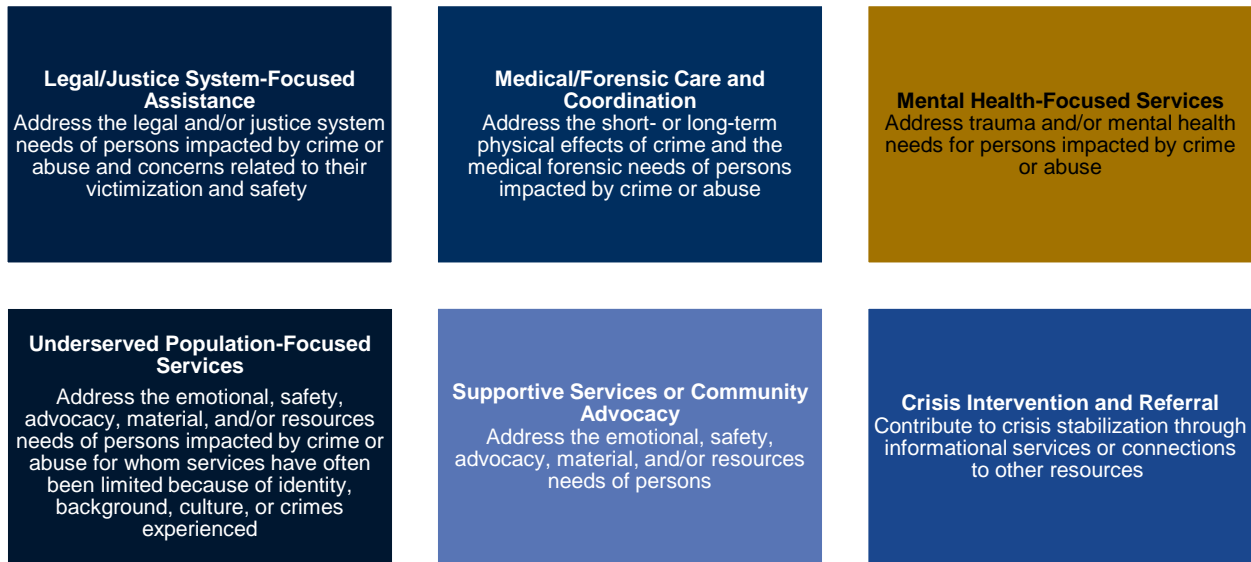 Legal/Justice System-Focused
Assistance
Address the legal and/or justice system
needs of persons impacted by crime or
abuse and concerns related to their
victimization and safety
Medical/Forensic Care and
Coordination
Address the short- or long-term
physical effects of crime and the
medical forensic needs of persons
impacted by crime or abuse
Mental Health-Focused Services
Address trauma and/or mental health
needs for persons impacted by crime
or abuse
Underserved Population-Focused
Services
Address the emotional, safety,
advocacy, material, and/or resources
needs of persons impacted by crime or
abuse for whom services have often
been limited because of identity,
background, culture, or crimes
experienced
Supportive Services or Community
Advocacy
Address the emotional, safety,
advocacy, material, and/or resources
needs of persons
Crisis Intervention and Referral
Contribute to crisis stabilization through
informational services or connections
to other resources